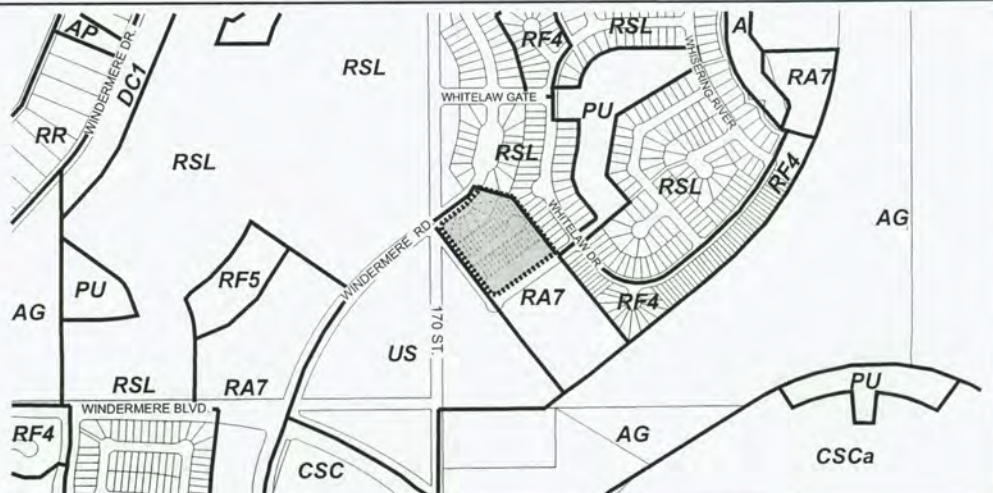 AP
RF4
RSL
A
RSL
WINDERMERE DR.
DC1
WHITELAW GATE
WHISERING RIVER
RA7
PU
RR
RSL
RSL
RSL
RF4
WHITELAW DR.
AG
WINDERMERE RD
PU
RF5
RA7
RF4
AG
170 ST.
US
RSL
RA7
PU
WINDERMERE BLVD.
RF4
AG
CSC
CSCa